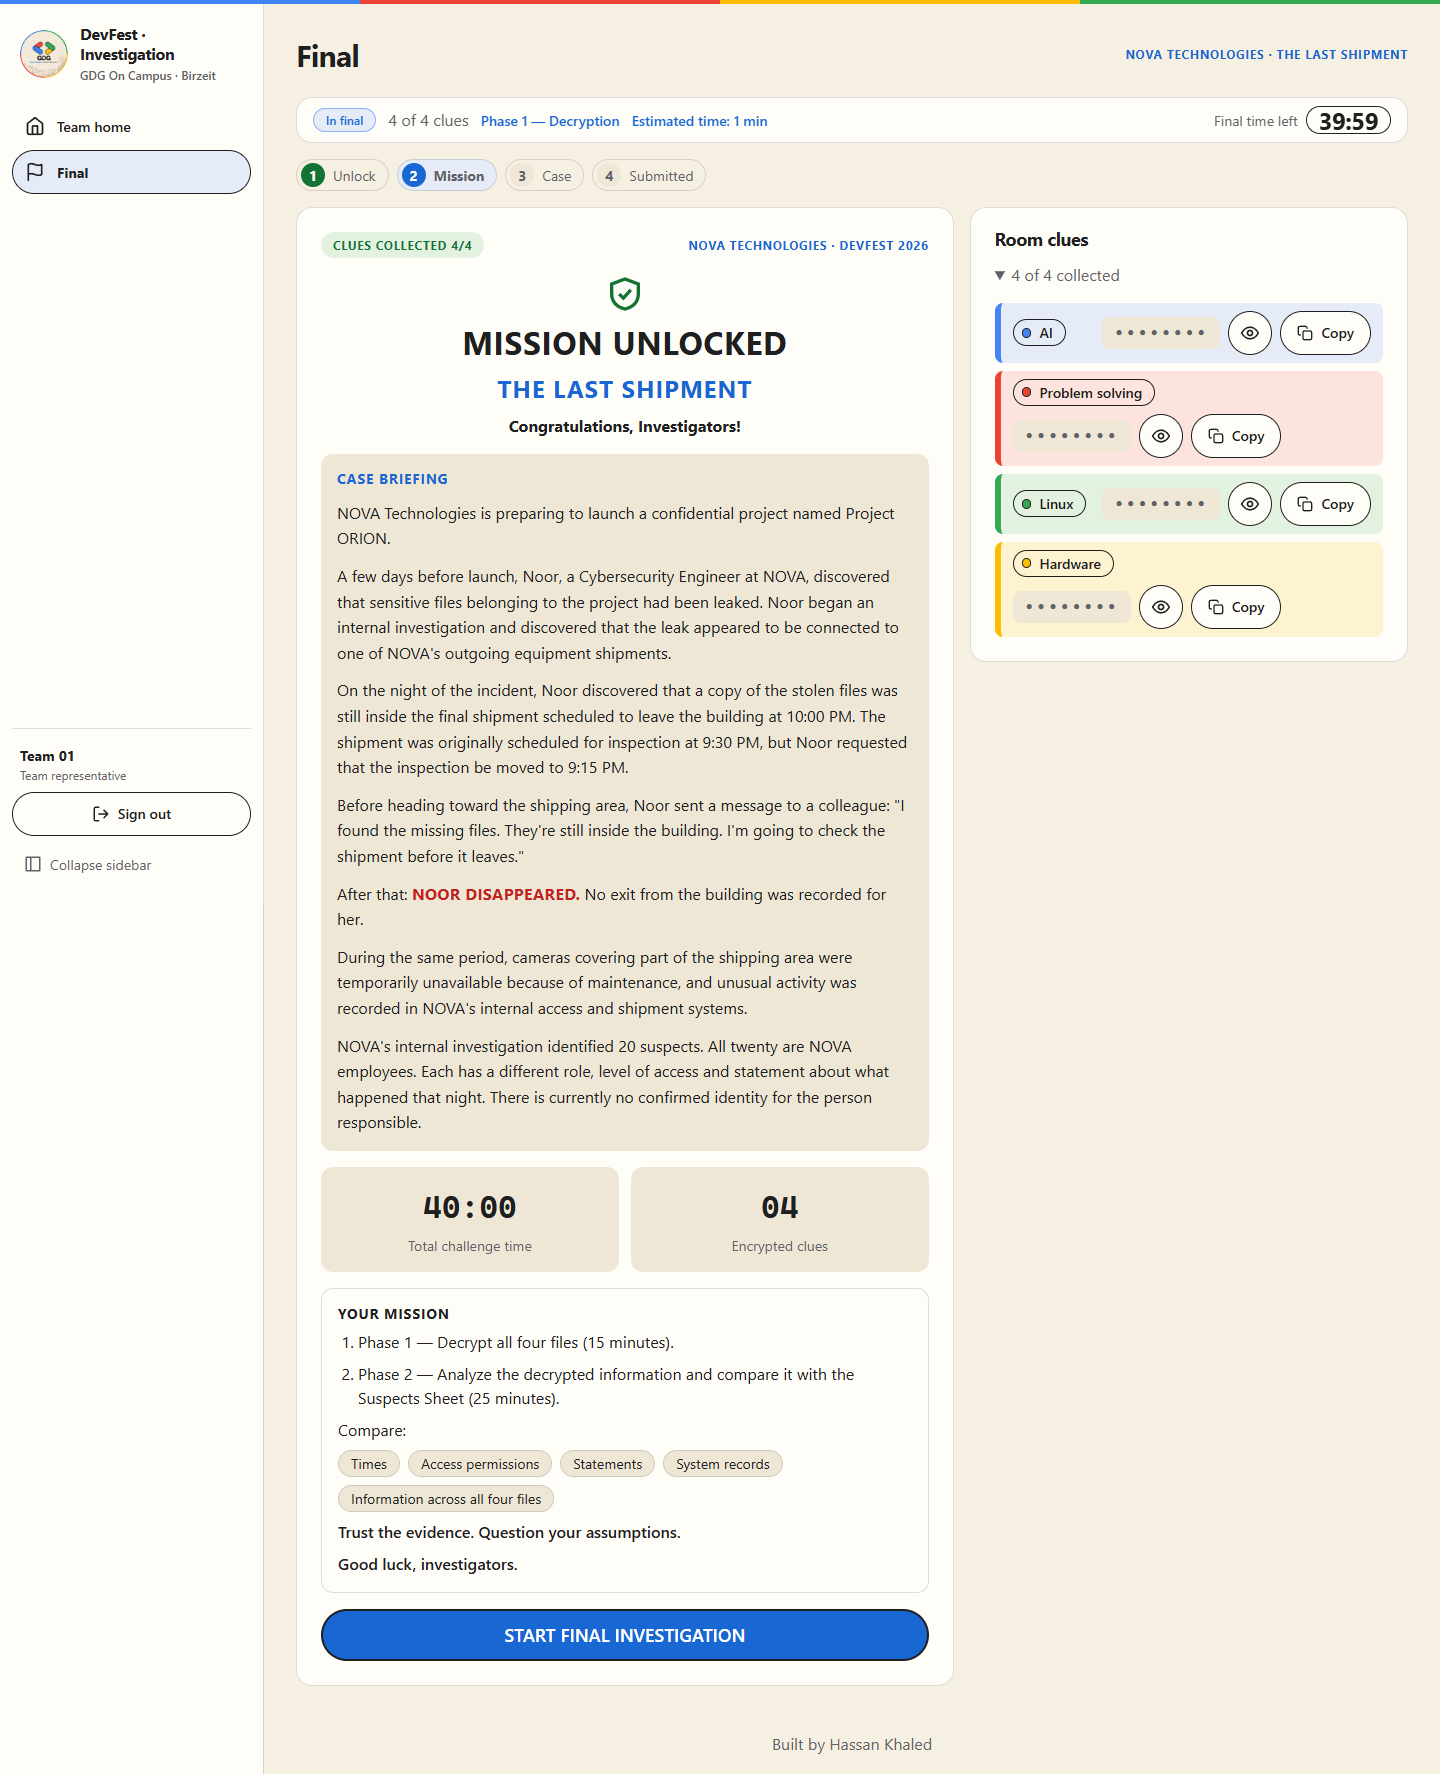 DevFest ·
Investigation
GDG On Campus · Birzeit
Team home
Final
Team 01
Team representative
Sign out
Collapse sidebar
Final
NOVA TECHNOLOGIES · THE LAST SHIPMENT
In final
4 of 4 clues
Phase 1 — Decryption
Estimated time: 1 min
Final time left
39:59
1 Unlock
2 Mission
3 Case
4 Submitted
CLUES COLLECTED 4/4
NOVA TECHNOLOGIES · DEVFEST 2026
MISSION UNLOCKED
THE LAST SHIPMENT
Congratulations, Investigators!
CASE BRIEFING
NOVA Technologies is preparing to launch a confidential project named Project
ORION.
A few days before launch, Noor, a Cybersecurity Engineer at NOVA, discovered
that sensitive files belonging to the project had been leaked. Noor began an
internal investigation and discovered that the leak appeared to be connected to
one of NOVA's outgoing equipment shipments.
On the night of the incident, Noor discovered that a copy of the stolen files was
still inside the final shipment scheduled to leave the building at 10:00 PM. The
shipment was originally scheduled for inspection at 9:30 PM, but Noor requested
that the inspection be moved to 9:15 PM.
Before heading toward the shipping area, Noor sent a message to a colleague: "I
found the missing files. They're still inside the building. I'm going to check the
shipment before it leaves."
After that: NOOR DISAPPEARED. No exit from the building was recorded for
her.
During the same period, cameras covering part of the shipping area were
temporarily unavailable because of maintenance, and unusual activity was
recorded in NOVA's internal access and shipment systems.
NOVA's internal investigation identified 20 suspects. All twenty are NOVA
employees. Each has a different role, level of access and statement about what
happened that night. There is currently no confirmed identity for the person
responsible.
40:00
Total challenge time
04
Encrypted clues
YOUR MISSION
1. Phase 1 — Decrypt all four files (15 minutes).
2. Phase 2 — Analyze the decrypted information and compare it with the
Suspects Sheet (25 minutes).
Compare:
Times
Access permissions
Statements
System records
Information across all four files
Trust the evidence. Question your assumptions.
Good luck, investigators.
START FINAL INVESTIGATION
Room clues
▼ 4 of 4 collected
AI
•••••••• Copy
Problem solving
•••••••• Copy
Linux
•••••••• Copy
Hardware
•••••••• Copy
Built by Hassan Khaled